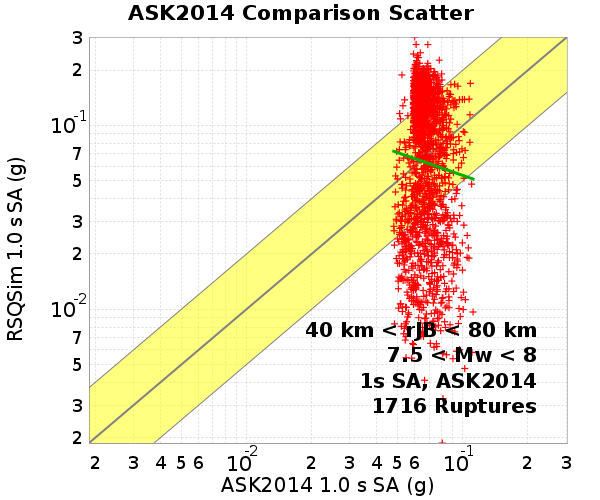 ASK2014 Comparison Scatter
RSQSim 1.0 s SA (g)
3
2
10-1
7
5
3
2
10-2
7
5
3
2
40 km < rJB < 80 km
7.5 < Mw < 8
1s SA, ASK2014
1716 Ruptures
2 3 4 5 6 10-2 2 3 4 5 6 10-1 2 3
ASK2014 1.0 s SA (g)